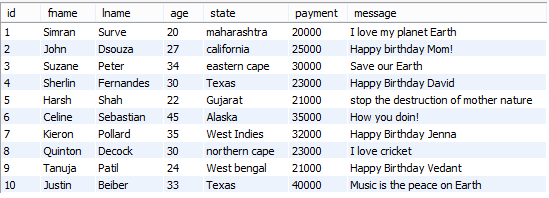 id fname lname age state payment message
1 Simran Surve 20 maharashtra 20000 I love my planet Earth
2 John Dsouza 27 california 25000 Happy birthday Mom!
3 Suzane Peter 34 eastern cape 30000 Save our Earth
4 Sherlin Fernandes 30 Texas 23000 Happy Birthday David
5 Harsh Shah 22 Gujarat 21000 stop the destruction of mother nature
6 Celine Sebastian 45 Alaska 35000 How you doin!
7 Kieron Pollard 35 West Indies 32000 Happy Birthday Jenna
8 Quinton Decock 30 northern cape 23000 I love cricket
9 Tanuja Patil 24 West bengal 21000 Happy Birthday Vedant
10 Justin Beiber 33 Texas 40000 Music is the peace on Earth